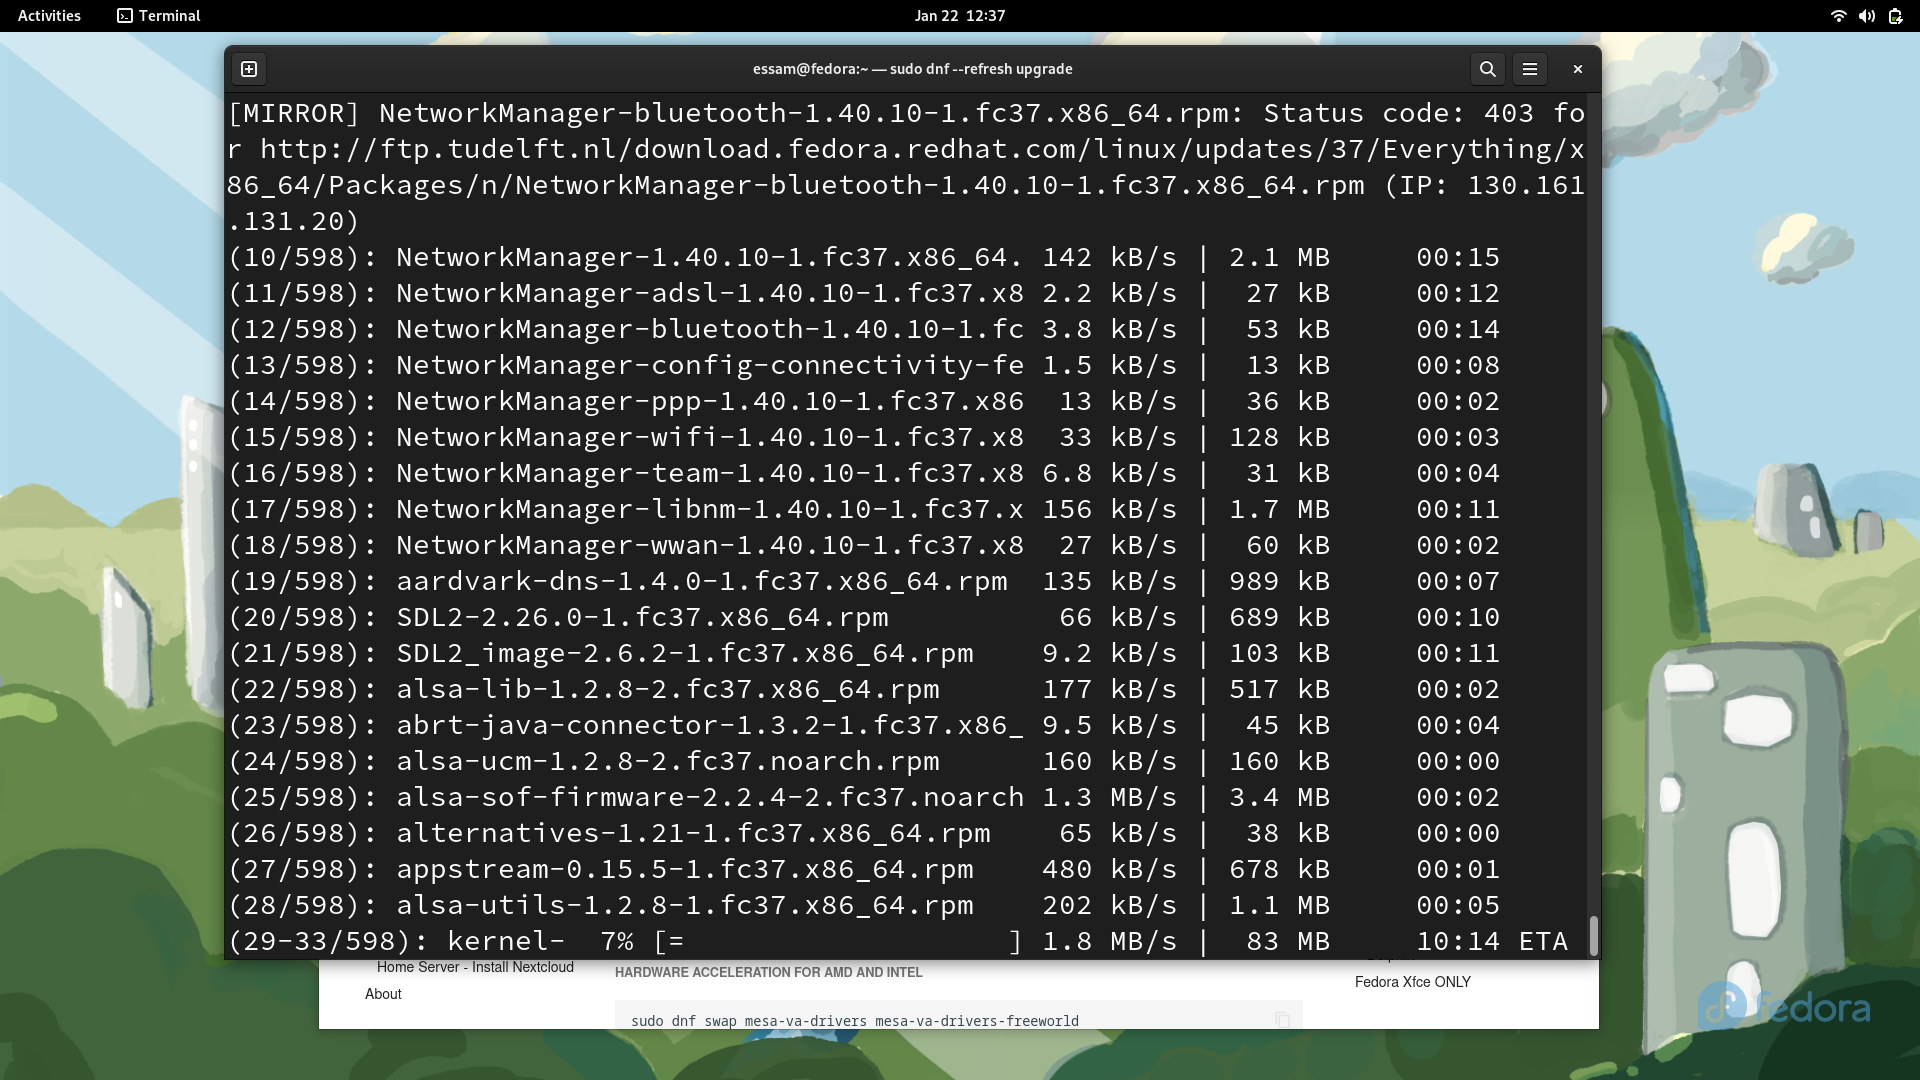 Activities
Terminal
Jan 22 12:37
essam@fedora:~ — sudo dnf --refresh upgrade
[MIRROR] NetworkManager-bluetooth-1.40.10-1.fc37.x86_64.rpm: Status code: 403 fo
r http://ftp.tudelft.nl/download.fedora.redhat.com/linux/updates/37/Everything/x
86_64/Packages/n/NetworkManager-bluetooth-1.40.10-1.fc37.x86_64.rpm (IP: 130.161
.131.20)
(10/598): NetworkManager-1.40.10-1.fc37.x86_64. 142 kB/s | 2.1 MB     00:15
(11/598): NetworkManager-adsl-1.40.10-1.fc37.x8 2.2 kB/s |  27 kB     00:12
(12/598): NetworkManager-bluetooth-1.40.10-1.fc 3.8 kB/s |  53 kB     00:14
(13/598): NetworkManager-config-connectivity-fe 1.5 kB/s |  13 kB     00:08
(14/598): NetworkManager-ppp-1.40.10-1.fc37.x86  13 kB/s |  36 kB     00:02
(15/598): NetworkManager-wifi-1.40.10-1.fc37.x8  33 kB/s | 128 kB     00:03
(16/598): NetworkManager-team-1.40.10-1.fc37.x8 6.8 kB/s |  31 kB     00:04
(17/598): NetworkManager-libnm-1.40.10-1.fc37.x 156 kB/s | 1.7 MB     00:11
(18/598): NetworkManager-wwan-1.40.10-1.fc37.x8  27 kB/s |  60 kB     00:02
(19/598): aardvark-dns-1.4.0-1.fc37.x86_64.rpm  135 kB/s | 989 kB     00:07
(20/598): SDL2-2.26.0-1.fc37.x86_64.rpm          66 kB/s | 689 kB     00:10
(21/598): SDL2_image-2.6.2-1.fc37.x86_64.rpm    9.2 kB/s | 103 kB     00:11
(22/598): alsa-lib-1.2.8-2.fc37.x86_64.rpm      177 kB/s | 517 kB     00:02
(23/598): abrt-java-connector-1.3.2-1.fc37.x86_ 9.5 kB/s |  45 kB     00:04
(24/598): alsa-ucm-1.2.8-2.fc37.noarch.rpm      160 kB/s | 160 kB     00:00
(25/598): alsa-sof-firmware-2.2.4-2.fc37.noarch 1.3 MB/s | 3.4 MB     00:02
(26/598): alternatives-1.21-1.fc37.x86_64.rpm    65 kB/s |  38 kB     00:00
(27/598): appstream-0.15.5-1.fc37.x86_64.rpm    480 kB/s | 678 kB     00:01
(28/598): alsa-utils-1.2.8-1.fc37.x86_64.rpm    202 kB/s | 1.1 MB     00:05
(29-33/598): kernel-  7% [=                   ] 1.8 MB/s |  83 MB     10:14 ETA
Home Server - Install Nextcloud
About
HARDWARE ACCELERATION FOR AMD AND INTEL
sudo dnf swap mesa-va-drivers mesa-va-drivers-freeworld
Fedora Xfce ONLY
fedora